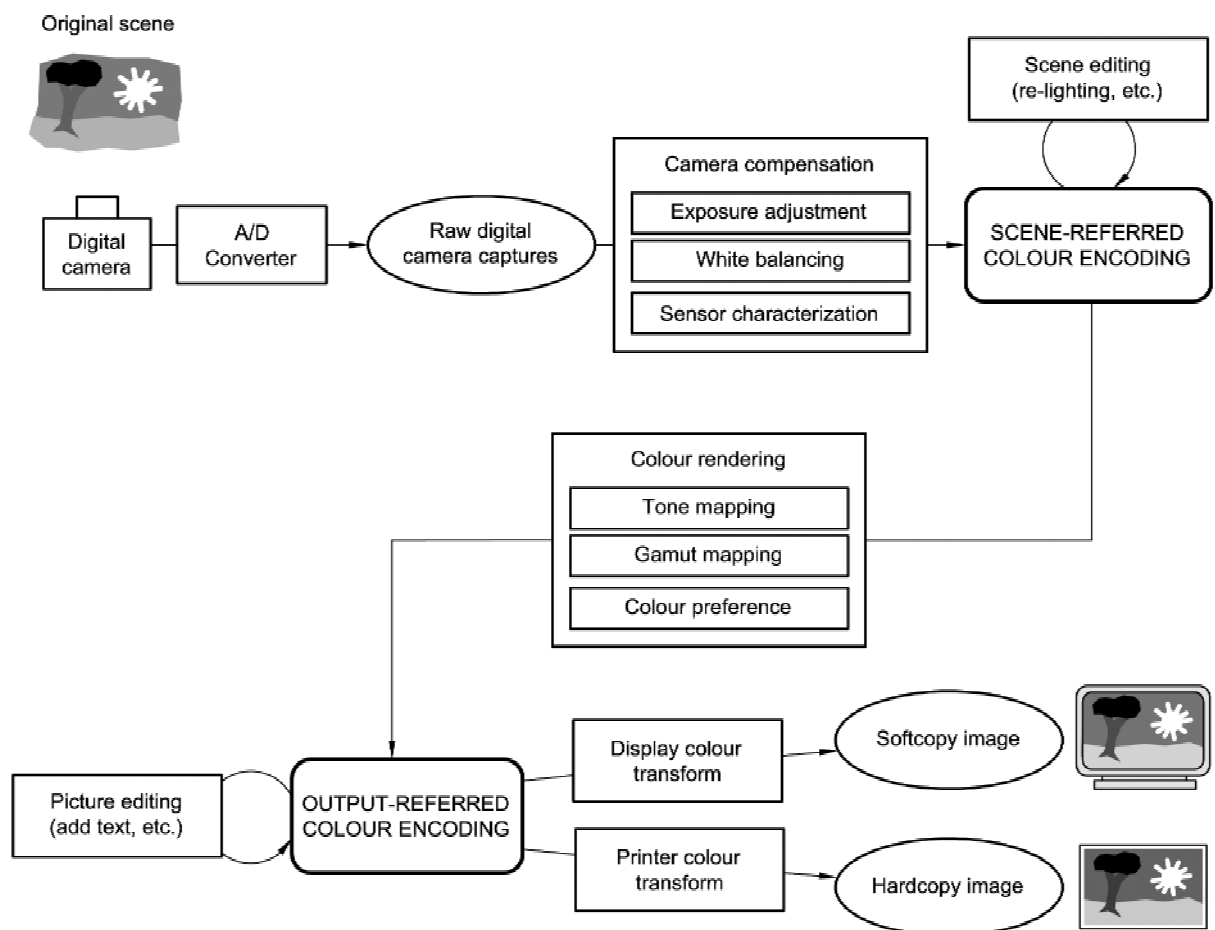 Original scene
Scene editing
(re-lighting, etc.)
Camera compensation
Exposure adjustment
White balancing
Sensor characterization
Digital
camera
A/D
Converter
Raw digital
camera captures
SCENE-REFERRED
COLOUR ENCODING
Colour rendering
Tone mapping
Gamut mapping
Colour preference
Picture editing
(add text, etc.)
OUTPUT-REFERRED
COLOUR ENCODING
Display colour
transform
Softcopy image
Printer colour
transform
Hardcopy image